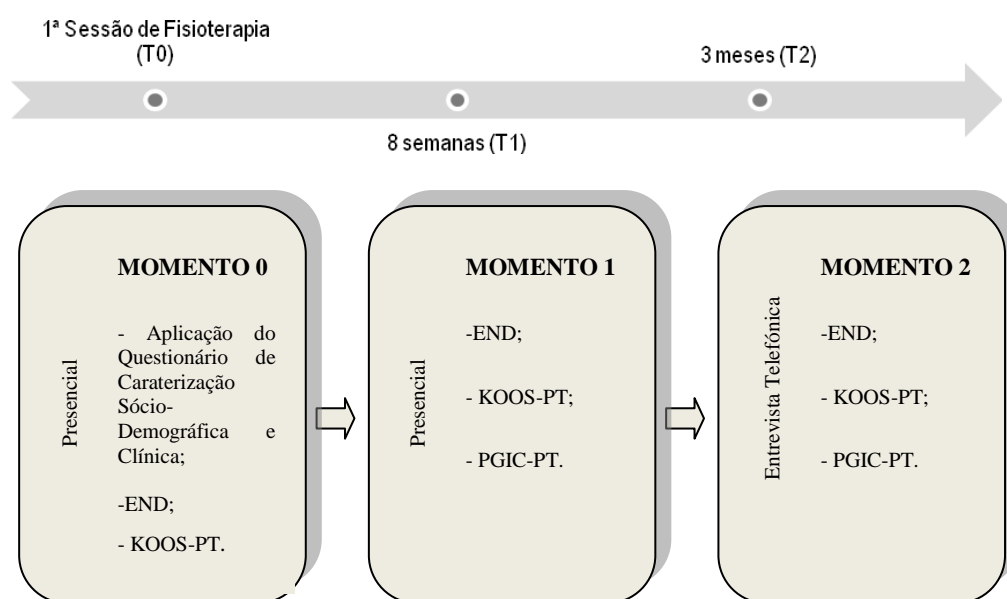 1ª Sessão de Fisioterapia
(T0)
3 meses (T2)
8 semanas (T1)
MOMENTO 0
Presencial
- Aplicação do
Questionário de
Caraterização
Sócio-
Demográfica e
Clínica;
-END;
- KOOS-PT.
MOMENTO 1
Presencial
-END;
- KOOS-PT;
- PGIC-PT.
MOMENTO 2
Entrevista Telefónica
-END;
- KOOS-PT;
- PGIC-PT.